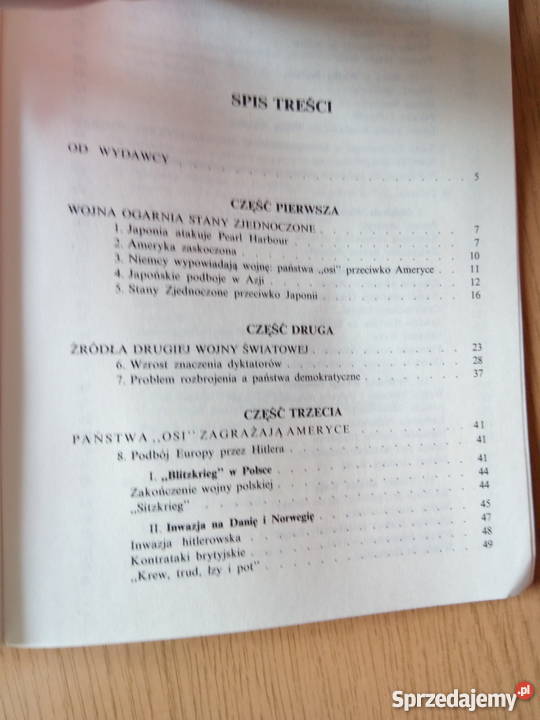 SPIS TREŚCI
OD WYDAWCY . . . . . . . . . . 5
CZĘŚĆ PIERWSZA
WOJNA OGARNIA STANY ZJEDNOCZONE . . . . . . 7
1. Japonia atakuje Pearl Harbour . . . . . . 7
2. Ameryka zaskoczona . . . . . . 10
3. Niemcy wypowiadają wojnę; państwa „osi" przeciwko Ameryce . 11
4. Japońskie podboje w Azji . . . . . . 12
5. Stany Zjednoczone przeciwko Japonii . . . . . 16
CZĘŚĆ DRUGA
ŹRÓDŁA DRUGIEJ WOJNY ŚWIATOWEJ . . . . . . 23
6. Wzrost znaczenia dyktatorów . . . . . . 28
7. Problem rozbrojenia a państwa demokratyczne . . . . 37
CZĘŚĆ TRZECIA
PAŃSTWA „OSI" ZAGRAŻAJĄ AMERYCE . . . . . 41
8. Podbój Europy przez Hitlera . . . . . . 41
I. „Blitzkrieg" w Polsce . . . . . . 41
Zakończenie wojny polskiej . . . . . . 44
„Sitzkrieg" . . . . . . 44
II. Inwazja na Danię i Norwegię . . . . . 45
Inwazja hitlerowska . . . . . . 47
Kontrataki brytyjskie . . . . . . 48
„Krew, trud, łzy i pot" . . . . . . 49
Sprzedajemy.pl